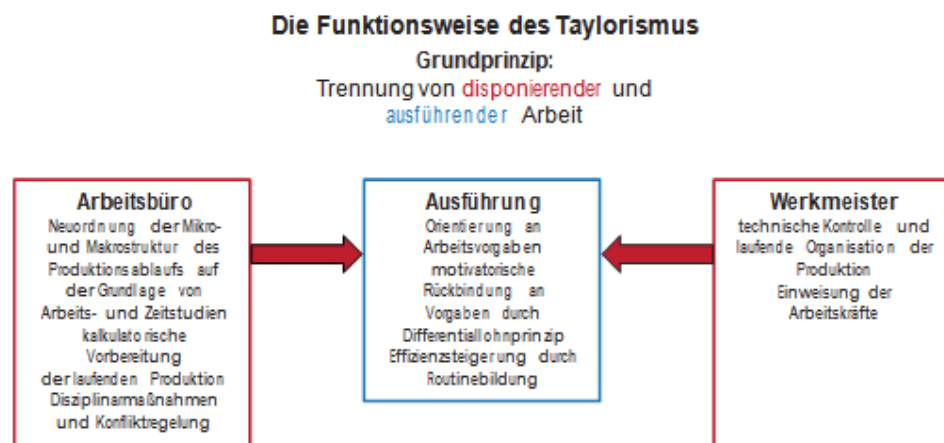 Die Funktionsweise des Taylorismus
Grundprinzip:
Trennung von disponierender und
ausführender Arbeit
Arbeitsbüro
Neuordnung der Mikro-
und Makrostruktur des
Produktionsablaufs auf
der Grundlage von
Arbeits- und Zeitstudien
kalkulatorische
Vorbereitung
der laufenden Produktion
Disziplinarmaßnahmen
und Konfliktregelung
Ausführung
Orientierung an
Arbeitsvorgaben
motivatorische
Rückbindung an
Vorgaben durch
Differentiallohnprinzip
Effizienzsteigerung durch
Routinebildung
Werkmeister
technische Kontrolle und
laufende Organisation der
Produktion
Einweisung der
Arbeitskräfte